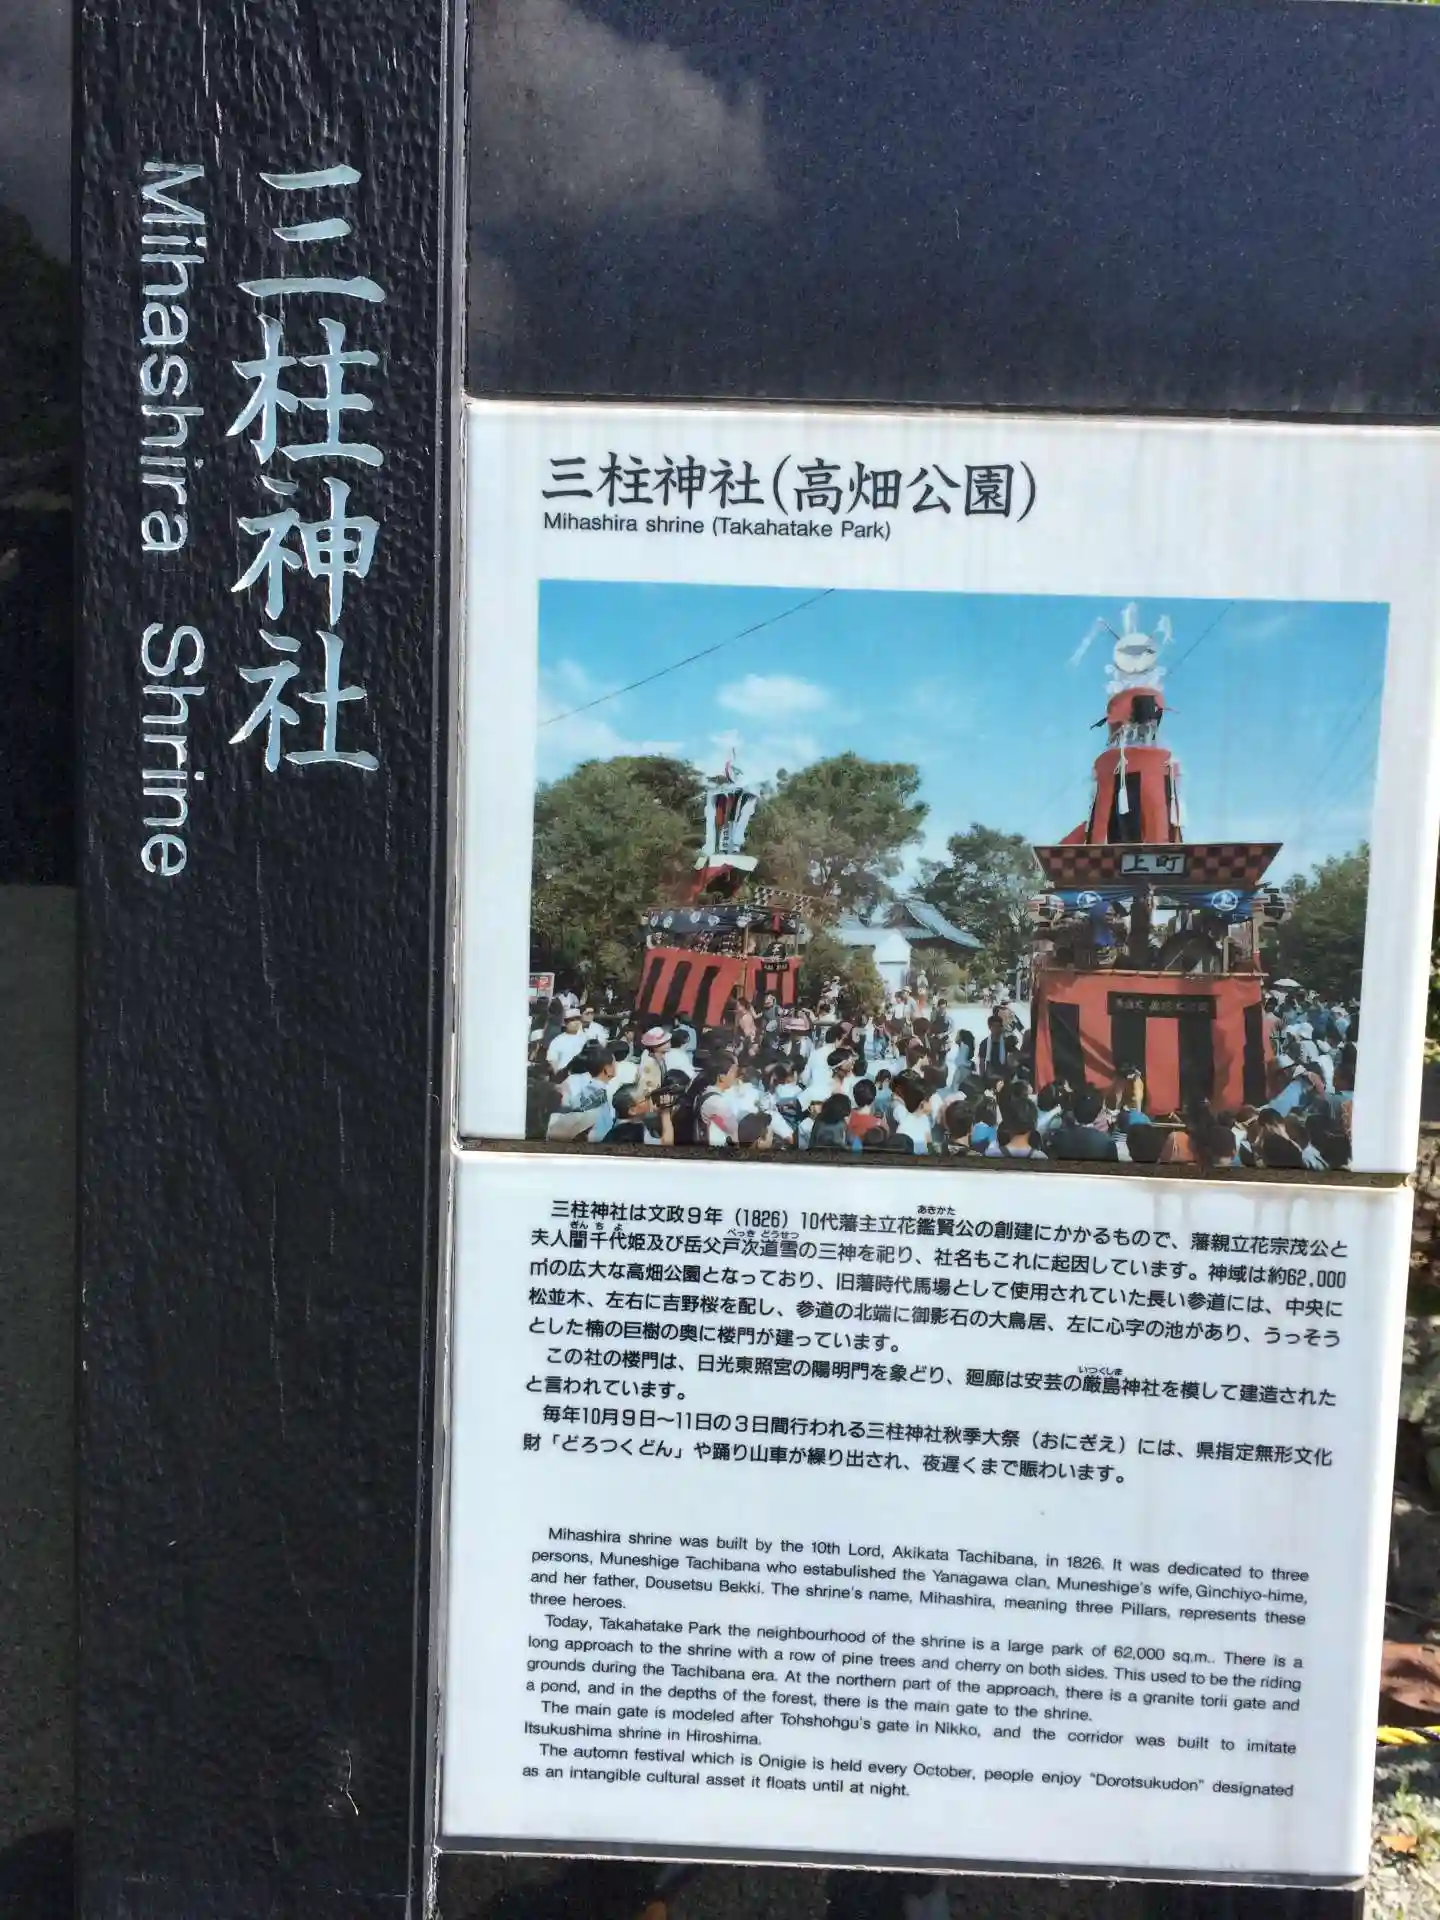 三柱神社
Mihashira Shrine
三柱神社(高畑公園)
Mihashira shrine (Takahatake Park)
上町
三柱神社は文政9年(1826)10代藩主立花鑑賢公の創建にかかるもので、藩親立花宗茂公と
あきかた
夫人誾千代姫及び岳父戸次道雪の三神を祀り、社名もこれに起因しています。神域は約62,000
ぎんちよ
べっきどうせつ
㎡の広大な高畑公園となっており、旧藩時代馬場として使用されていた長い参道には、中央に
松並木、左右に吉野桜を配し、参道の北端に御影石の大鳥居、左に心字の池があり、うっそう
とした楠の巨樹の奥に楼門が建っています。
この社の楼門は、日光東照宮の陽明門を象どり、廻廊は安芸の厳島神社を模して建造された
いつくしま
と言われています。
毎年10月9日〜11日の3日間行われる三柱神社秋季大祭(おにぎえ)には、県指定無形文化
財「どろつくどん」や踊り山車が繰り出され、夜遅くまで賑わいます。
Mihashira shrine was built by the 10th Lord, Akikata Tachibana, in 1826. It was dedicated to three
persons, Muneshige Tachibana who estabulished the Yanagawa clan, Muneshige's wife, Ginchiyo-hime,
and her father, Dousetsu Bekki. The shrine's name, Mihashira, meaning three Pillars, represents these
three heroes.
Today, Takahatake Park the neighbourhood of the shrine is a large park of 62,000 sq.m.. There is a
long approach to the shrine with a row of pine trees and cherry on both sides. This used to be the riding
grounds during the Tachibana era. At the northern part of the approach, there is a granite torii gate and
a pond, and in the depths of the forest, there is the main gate to the shrine.
The main gate is modeled after Tohshohgu's gate in Nikko, and the corridor was built to imitate
Itsukushima shrine in Hiroshima.
The automn festival which is Onigie is held every October, people enjoy "Dorotsukudon" designated
as an intangible cultural asset it floats until at night.